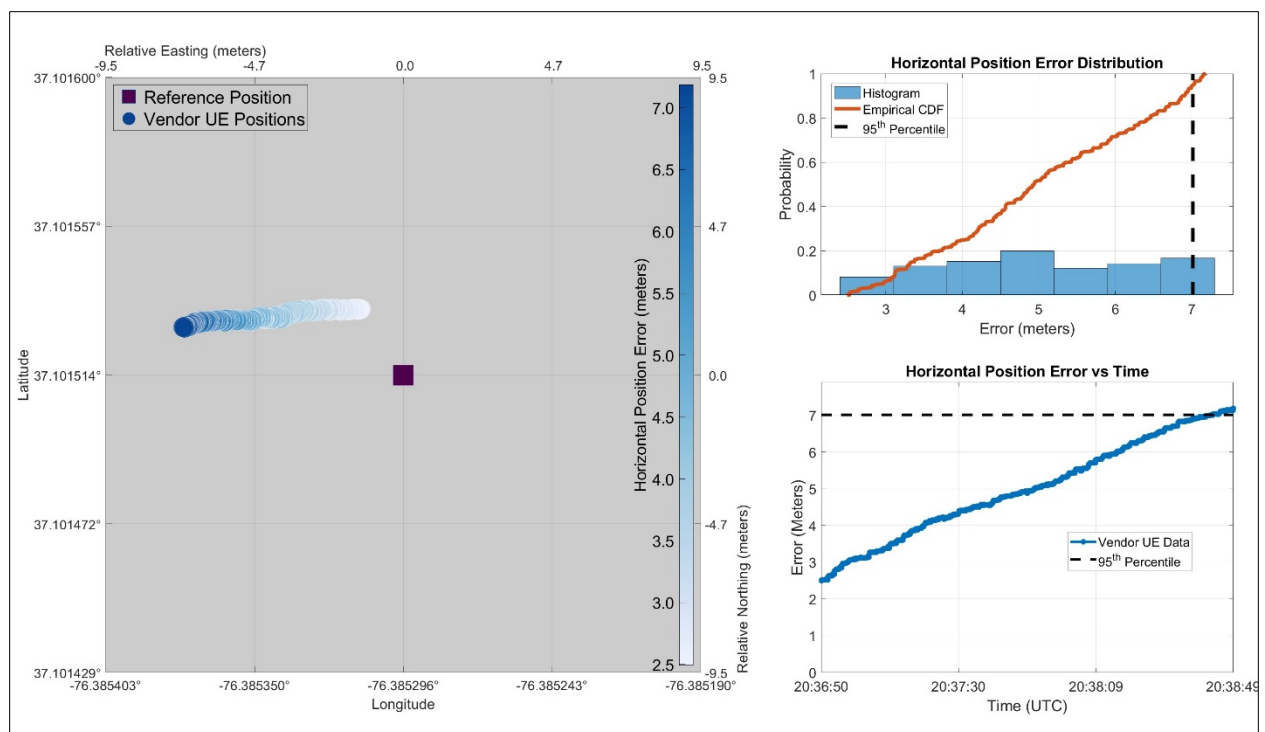 Relative Easting (meters)
-9.5 -4.7 0.0 4.7 9.5
37.101600° 9.5
Reference Position
Vendor UE Positions
7.0
6.5
37.101557° 4.7
6.0
5.5
5.0
37.101514° 0.0
4.5
4.0
37.101472° -4.7
3.5
3.0
2.5
37.101429° -9.5
Latitude
Horizontal Position Error (meters)
Relative Northing (meters)
-76.385403° -76.385350° -76.385296° -76.385243° -76.385190°
Longitude
Horizontal Position Error Distribution
Histogram
Empirical CDF
95th Percentile
Probability
1
0.8
0.6
0.4
0.2
0
3 4 5 6 7
Error (meters)
Horizontal Position Error vs Time
Error (Meters)
7
6
5
4
3
2
1
0
Vendor UE Data
95th Percentile
20:36:50 20:37:30 20:38:09 20:38:49
Time (UTC)